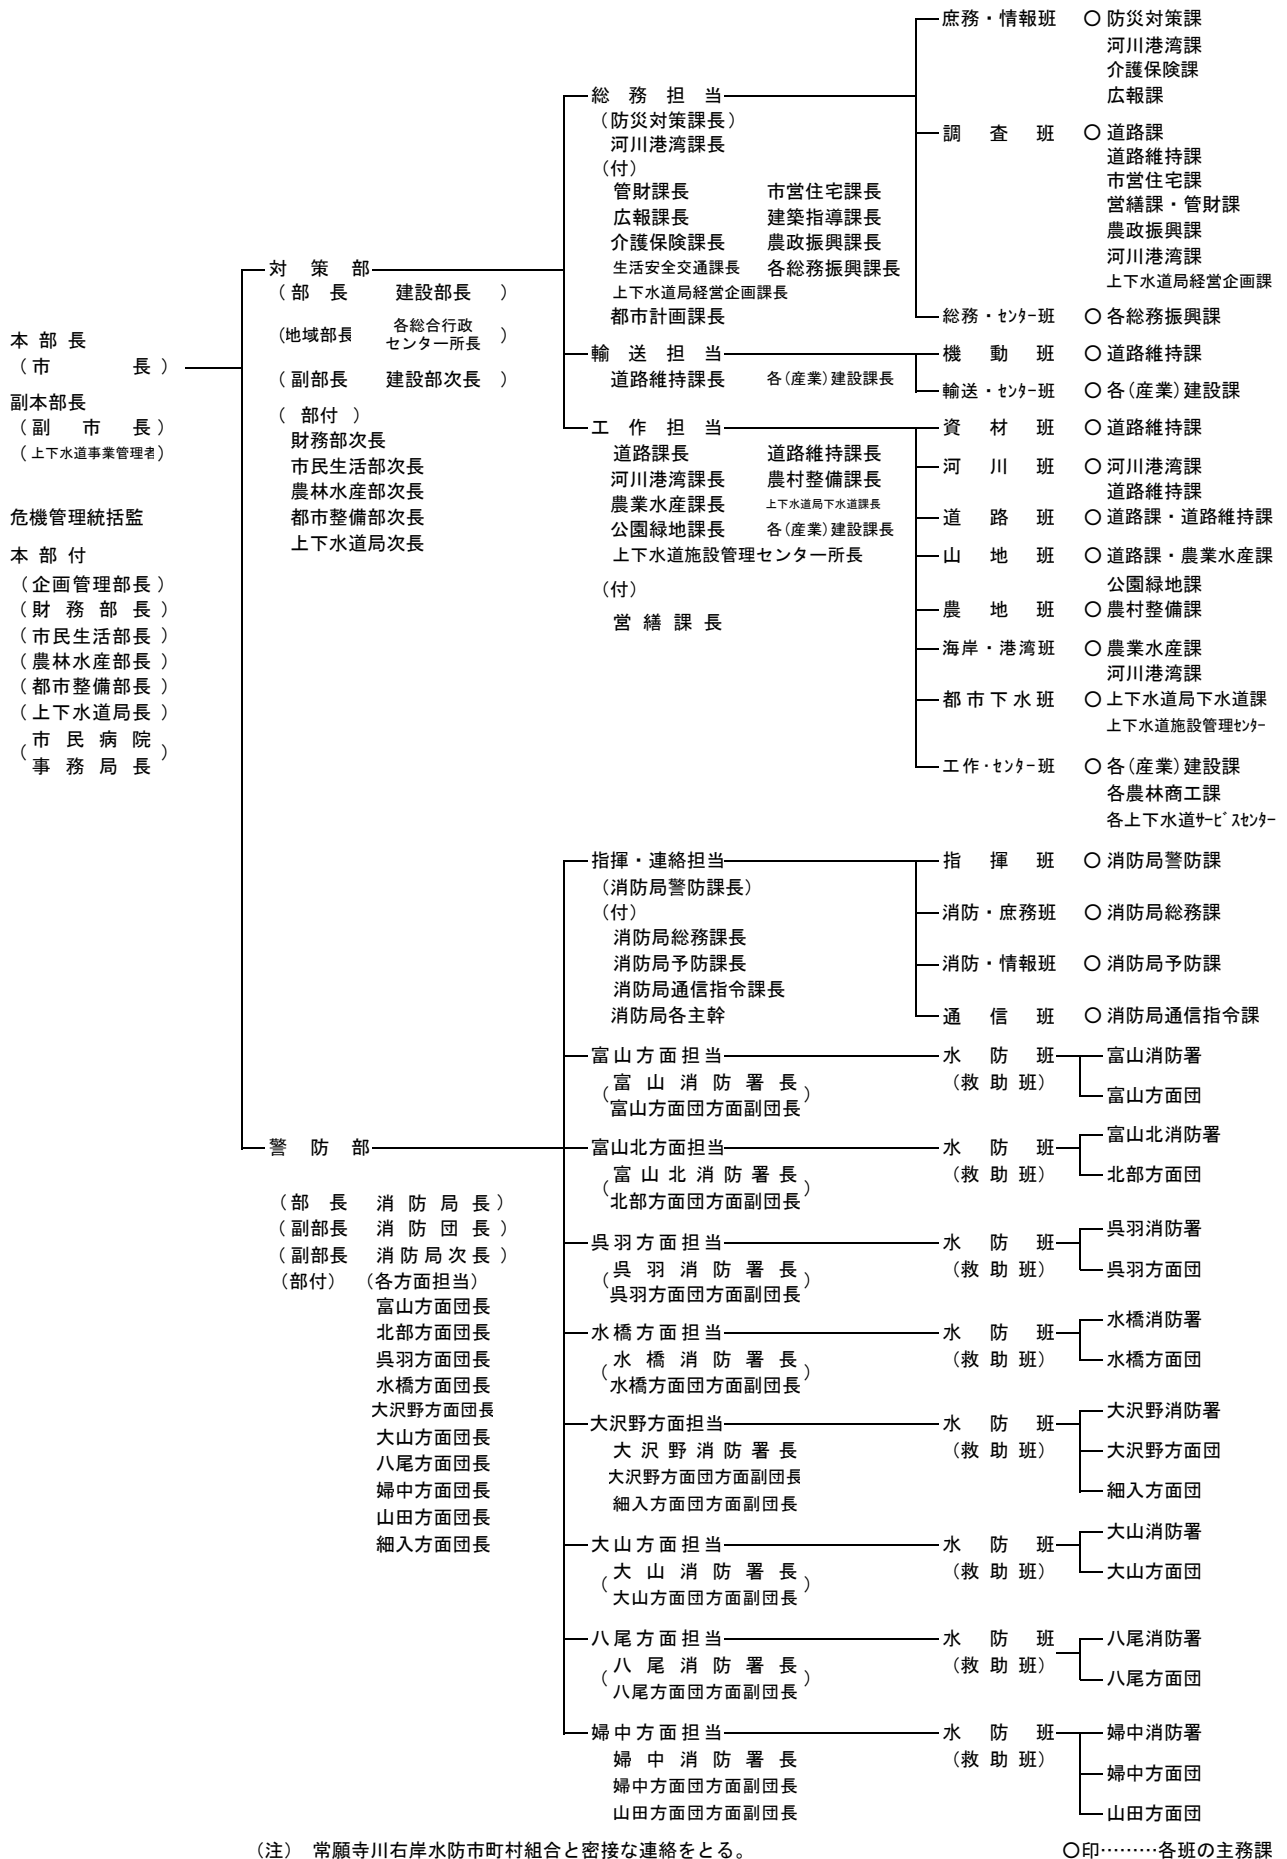 本部長
（市長）
副本部長
（副市長）
（上下水道事業管理者）
危機管理統括監
本部付
（企画管理部長）
（財務部長）
（市民生活部長）
（農林水産部長）
（都市整備部長）
（上下水道局長）
（市民病院
事務局長）
対策部
（部長 建設部長）
（地域部長 各総合行政
センター所長）
（副部長 建設部次長）
（部付）
財務部次長
市民生活部次長
農林水産部次長
都市整備部次長
上下水道局次長
総務担当
（防災対策課長）
河川港湾課長
（付）
管財課長 市営住宅課長
広報課長 建築指導課長
介護保険課長 農政振興課長
生活安全交通課長 各総務振興課長
上下水道局経営企画課長
都市計画課長
庶務・情報班 〇防災対策課
河川港湾課
介護保険課
広報課
調査班 〇道路課
道路維持課
市営住宅課
営繕課・管財課
農政振興課
河川港湾課
上下水道局経営企画課
総務・ｾﾝﾀｰ班 〇各総務振興課
輸送担当
道路維持課長 各(産業)建設課長
機動班 〇道路維持課
輸送・ｾﾝﾀｰ班 〇各(産業)建設課
工作担当
道路課長 道路維持課長
河川港湾課長 農村整備課長
農業水産課長 上下水道局下水道課長
公園緑地課長 各(産業)建設課長
上下水道施設管理センター所長
（付）
営繕課長
資材班 〇道路維持課
河川班 〇河川港湾課
道路維持課
道路班 〇道路課・道路維持課
山地班 〇道路課・農業水産課
公園緑地課
農地班 〇農村整備課
海岸・港湾班 〇農業水産課
河川港湾課
都市下水班 〇上下水道局下水道課
上下水道施設管理ｾﾝﾀｰ
工作・ｾﾝﾀｰ班 〇各(産業)建設課
各農林商工課
各上下水道ｻｰﾋﾞｽｾﾝﾀｰ
警防部
（部長 消防局長）
（副部長 消防団長）
（副部長 消防局次長）
（部付）（各方面担当）
富山方面団長
北部方面団長
呉羽方面団長
水橋方面団長
大沢野方面団長
大山方面団長
八尾方面団長
婦中方面団長
山田方面団長
細入方面団長
指揮・連絡担当
（消防局警防課長）
（付）
消防局総務課長
消防局予防課長
消防局通信指令課長
消防局各主幹
指揮班 〇消防局警防課
消防・庶務班 〇消防局総務課
消防・情報班 〇消防局予防課
通信班 〇消防局通信指令課
富山方面担当 水防班 富山消防署
（富山消防署長 （救助班）
富山方面団方面副団長） 富山方面団
富山北方面担当 水防班 富山北消防署
（富山北消防署長 （救助班） 北部方面団
北部方面団方面副団長）
呉羽方面担当 水防班 呉羽消防署
（呉羽消防署長 （救助班） 呉羽方面団
呉羽方面団方面副団長）
水橋方面担当 水防班 水橋消防署
（水橋消防署長 （救助班） 水橋方面団
水橋方面団方面副団長）
大沢野方面担当 水防班 大沢野消防署
大沢野消防署長 （救助班） 大沢野方面団
大沢野方面団方面副団長
細入方面団方面副団長 細入方面団
大山方面担当 水防班 大山消防署
（大山消防署長 （救助班） 大山方面団
大山方面団方面副団長）
八尾方面担当 水防班 八尾消防署
（八尾消防署長 （救助班） 八尾方面団
八尾方面団方面副団長）
婦中方面担当 水防班 婦中消防署
婦中消防署長 （救助班） 婦中方面団
婦中方面団方面副団長
山田方面団方面副団長 山田方面団
（注） 常願寺川右岸水防市町村組合と密接な連絡をとる。 〇印………各班の主務課